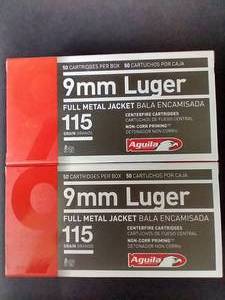 50 CARTRIDGES PER BOX 50 CARTUCHOS POR CAJA
9mm Luger
FULL METAL JACKET BALA ENCAMISADA
115
GRAIN GRANOS
CENTERFIRE CARTRIDGES
CARTUCHOS DE FUEGO CENTRAL
NON-CORR PRIMING
DETONADOR NON CORR
Aguila
50 CARTRIDGES PER BOX 50 CARTUCHOS POR CAJA
9mm Luger
FULL METAL JACKET BALA ENCAMISADA
115
GRAIN GRANOS
CENTERFIRE CARTRIDGES
CARTUCHOS DE FUEGO CENTRAL
NON-CORR PRIMING
DETONADOR NON CORR
Aguila